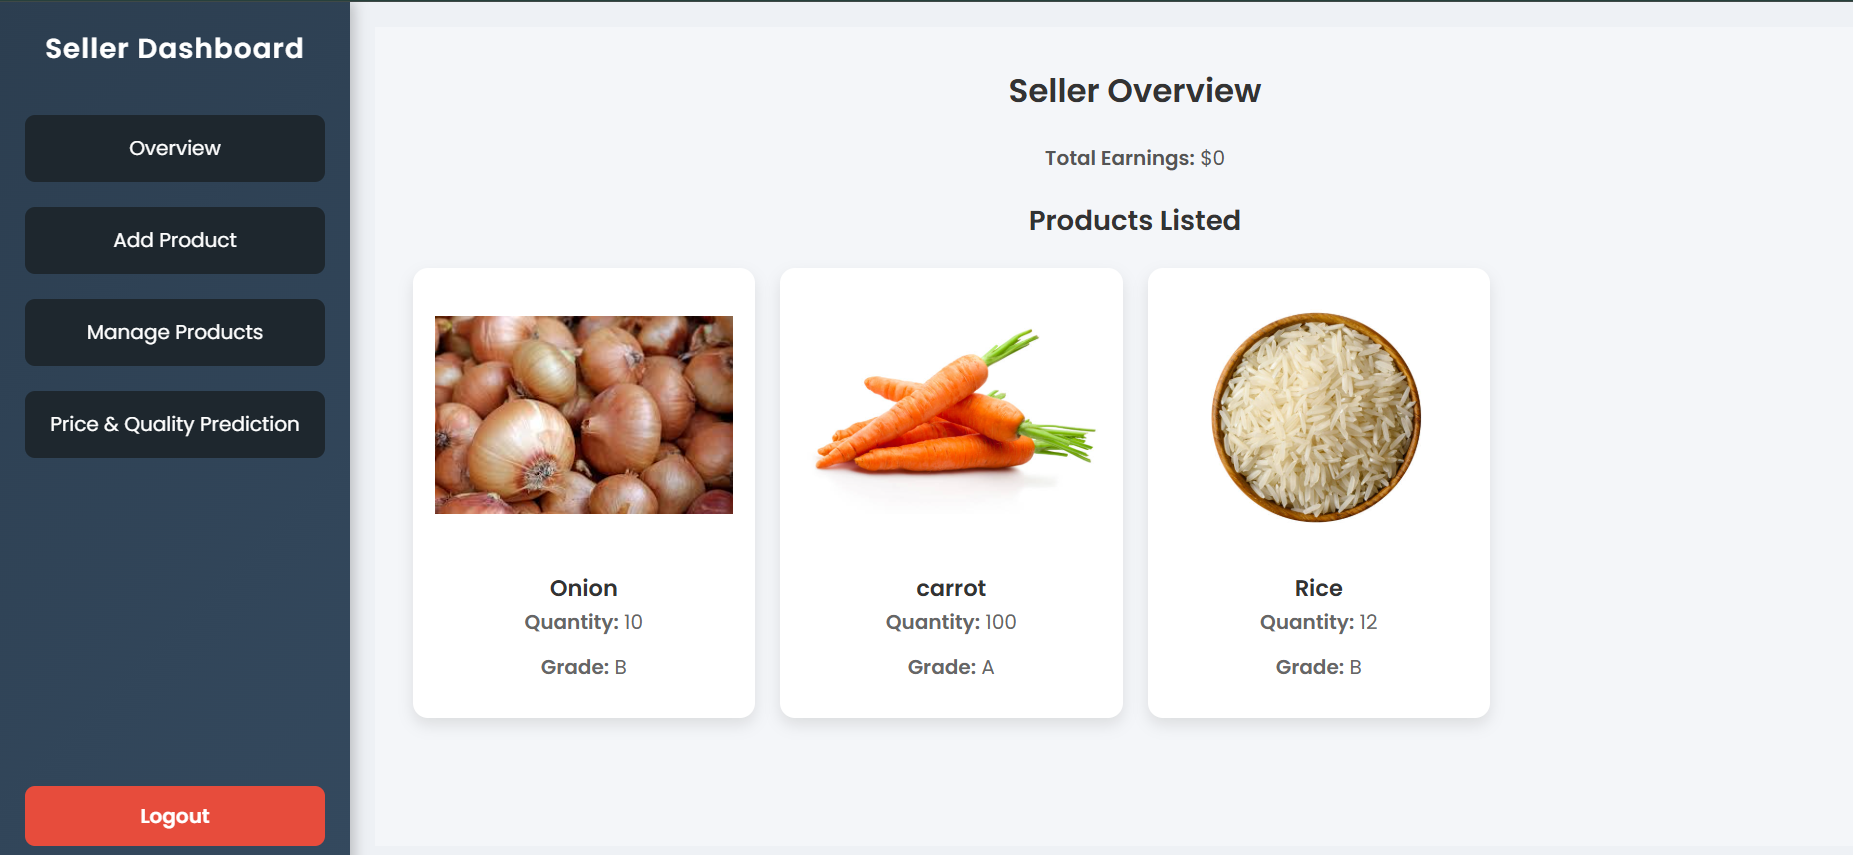 Seller Dashboard
Overview
Add Product
Manage Products
Price & Quality Prediction
Logout
Seller Overview
Total Earnings: $0
Products Listed
Onion
Quantity: 10
Grade: B
carrot
Quantity: 100
Grade: A
Rice
Quantity: 12
Grade: B